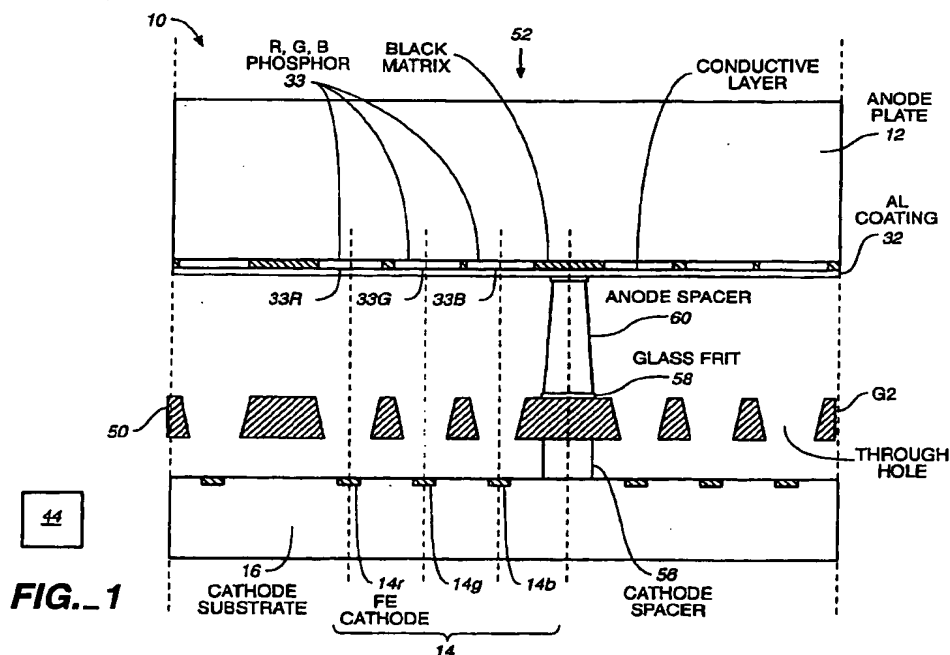 10
R, G, B
PHOSPHOR
33
BLACK
MATRIX
52
CONDUCTIVE
LAYER
ANODE
PLATE
12
AL
COATING
32
33R
33G
33B
ANODE SPACER
60
GLASS FRIT
58
50
G2
THROUGH
HOLE
44
16
CATHODE
SUBSTRATE
14r
FE
CATHODE
14g
14b
56
CATHODE
SPACER
14
FIG._1